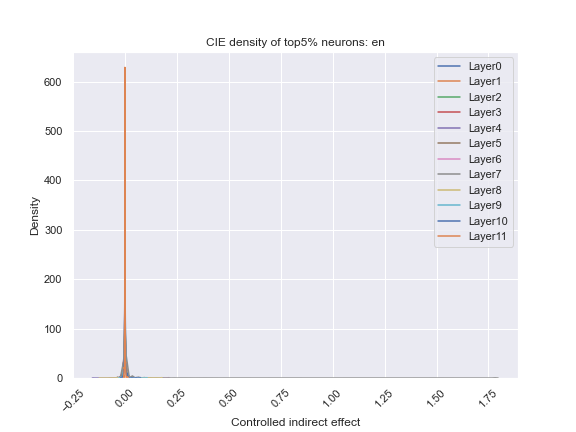 CIE density of top5% neurons: en
Layer0
Layer1
Layer2
Layer3
Layer4
Layer5
Layer6
Layer7
Layer8
Layer9
Layer10
Layer11
Density
600
500
400
300
200
100
0
−0.25
0.00
0.25
0.50
0.75
1.00
1.25
1.50
1.75
Controlled indirect effect